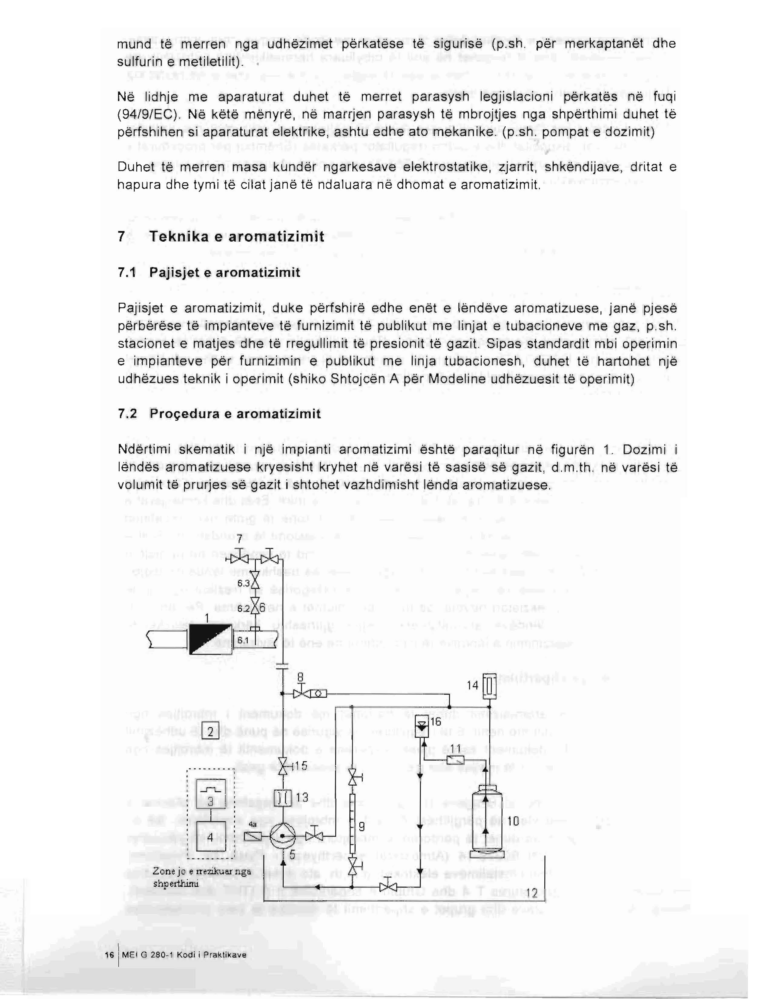 mund të merren nga udhëzimet përkatëse të sigurisë (p.sh. për merkaptanët dhe
sulfurin e metiletilit).
Në lidhje me aparaturat duhet të merret parasysh legjislacioni përkatës në fuqi
(94/9/EC). Në këtë mënyrë, në marrjen parasysh të mbrojtjes nga shpërthimi duhet të
përfshihen si aparaturat elektrike, ashtu edhe ato mekanike. (p.sh. pompat e dozimit)
Duhet të merren masa kundër ngarkesave elektrostatike, zjarrit, shkëndijave, dritat e
hapura dhe tymi të cilat janë të ndaluara në dhomat e aromatizimit.
7 Teknika e aromatizimit
7.1 Pajisjet e aromatizimit
Pajisjet e aromatizimit, duke përfshirë edhe enët e lëndëve aromatizuese, janë pjesë
përbërëse të impianteve të furnizimit të publikut me linjat e tubacioneve me gaz, p.sh.
stacionet e matjes dhe të rregullimit të presionit të gazit. Sipas standardit mbi operimin
e impianteve për furnizimin e publikut me linja tubacionesh, duhet të hartohet një
udhëzues teknik i operimit (shiko Shtojcën A për Modeline udhëzuesit të operimit)
7.2 Proçedura e aromatizimit
Ndërtimi skematik i një impianti aromatizimi është paraqitur në figurën 1. Dozimi i
lëndës aromatizuese kryesisht kryhet në varësi të sasisë së gazit, d.m.th. në varësi të
volumit të prurjes së gazit i shtohet vazhdimisht lënda aromatizuese.
7
6.3
6.2 6
1
6.1
8
14
16
2
11
15
3
13
4a
10
9
4
5
Zone jo e rrezikuar nga
shperthimi
12
16 MEI G 280-1 Kodi i Praktikave